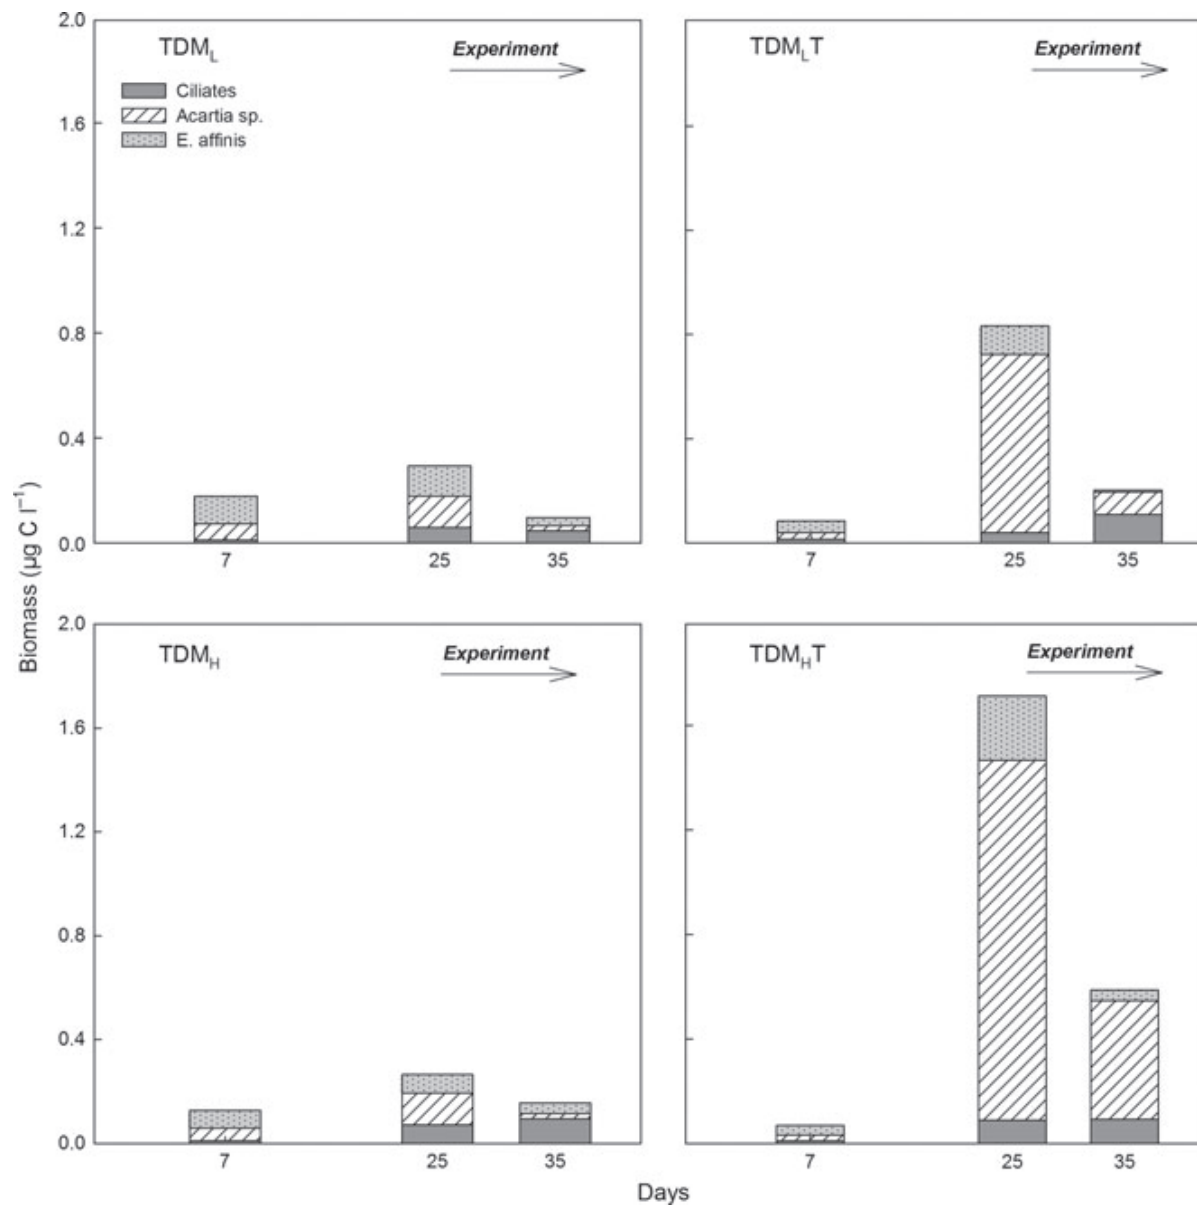 2.0
1.6
1.2
0.8
0.4
0.0
TDM_L
Experiment
Ciliates
Acartia sp.
E. affinis
7 25 35
TDM_LT
Experiment
7 25 35
Biomass (µg C l⁻¹)
2.0
1.6
1.2
0.8
0.4
0.0
TDM_H
Experiment
7 25 35
TDM_HT
Experiment
7 25 35
Days